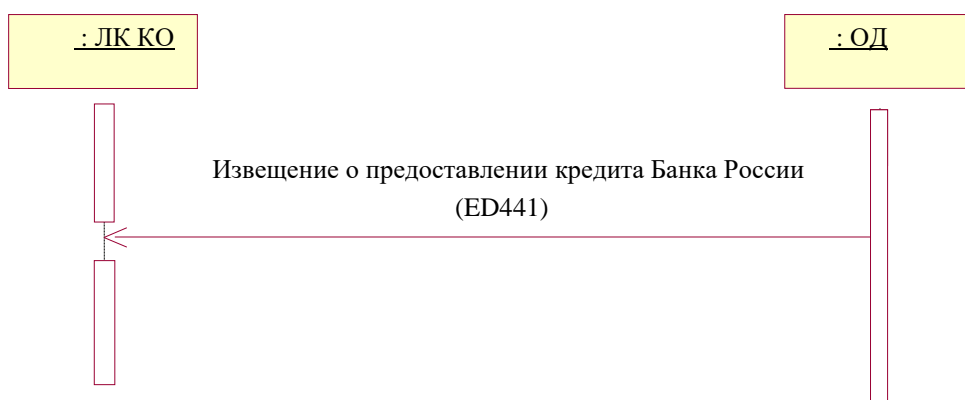 : ЛК КО
: ОД
Извещение о предоставлении кредита Банка России
(ED441)